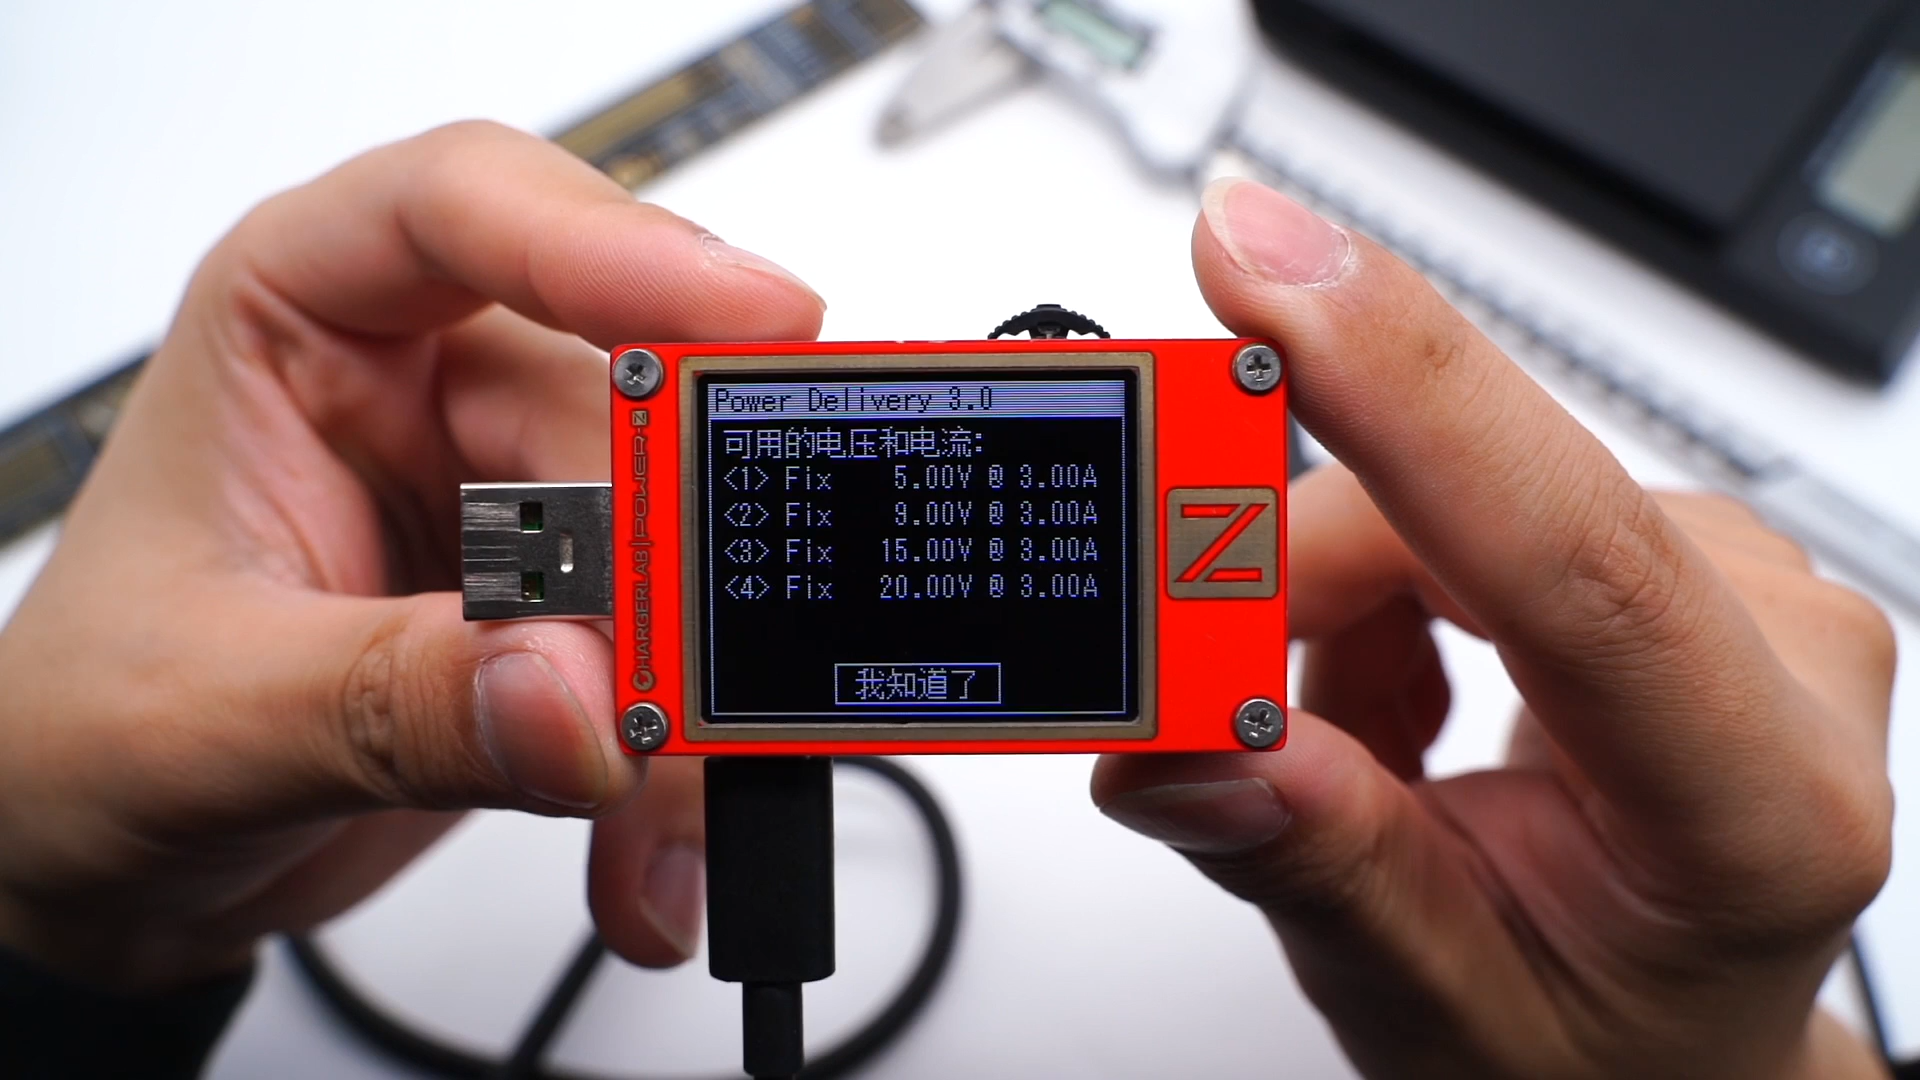 Power Delivery 3.0
可用的电压和电流:
<1> Fix 5.00V @ 3.00A
<2> Fix 9.00V @ 3.00A
<3> Fix 15.00V @ 3.00A
<4> Fix 20.00V @ 3.00A
我知道了
CHARGERLAB|POWER-Z
Z